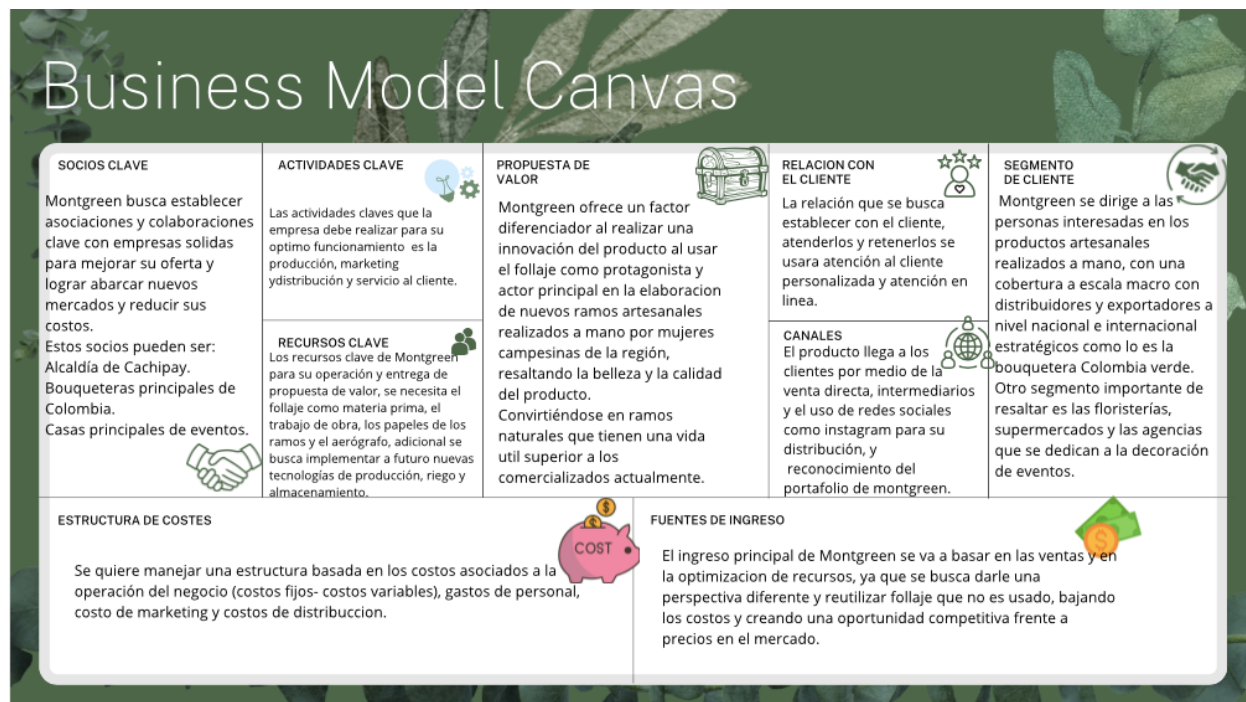 Business Model Canvas
SOCIOS CLAVE
Montgreen busca establecer
asociaciones y colaboraciones
clave con empresas solidas
para mejorar su oferta y
lograr abarcar nuevos
mercados y reducir sus
costos.
Estos socios pueden ser:
Alcaldía de Cachipay.
Bouqueteras principales de
Colombia.
Casas principales de eventos.
ACTIVIDADES CLAVE
Las actividades claves que la
empresa debe realizar para su
optimo funcionamiento es la
producción, marketing
ydistribución y servicio al cliente.
RECURSOS CLAVE
Los recursos clave de Montgreen
para su operación y entrega de
propuesta de valor, se necesita el
follaje como materia prima, el
trabajo de obra, los papeles de los
ramos y el aerógrafo, adicional se
busca implementar a futuro nuevas
tecnologías de producción, riego y
almacenamiento.
PROPUESTA DE
VALOR
Montgreen ofrece un factor
diferenciador al realizar una
innovación del producto al usar
el follaje como protagonista y
actor principal en la elaboracion
de nuevos ramos artesanales
realizados a mano por mujeres
campesinas de la región,
resaltando la belleza y la calidad
del producto.
Convirtiéndose en ramos
naturales que tienen una vida
util superior a los
comercializados actualmente.
RELACION CON
EL CLIENTE
La relación que se busca
establecer con el cliente,
atenderlos y retenerlos se
usara atención al cliente
personalizada y atención en
linea.
CANALES
El producto llega a los
clientes por medio de la
venta directa, intermediarios
y el uso de redes sociales
como instagram para su
distribución, y
reconocimiento del
portafolio de montgreen.
SEGMENTO
DE CLIENTE
Montgreen se dirige a las
personas interesadas en los
productos artesanales
realizados a mano, con una
cobertura a escala macro con
distribuidores y exportadores a
nivel nacional e internacional
estratégicos como lo es la
bouquetera Colombia verde.
Otro segmento importante de
resaltar es las floristerías,
supermercados y las agencias
que se dedican a la decoración
de eventos.
ESTRUCTURA DE COSTES
COST
Se quiere manejar una estructura basada en los costos asociados a la
operación del negocio (costos fijos- costos variables), gastos de personal,
costo de marketing y costos de distribuccion.
FUENTES DE INGRESO
El ingreso principal de Montgreen se va a basar en las ventas y en
la optimizacion de recursos, ya que se busca darle una
perspectiva diferente y reutilizar follaje que no es usado, bajando
los costos y creando una oportunidad competitiva frente a
precios en el mercado.